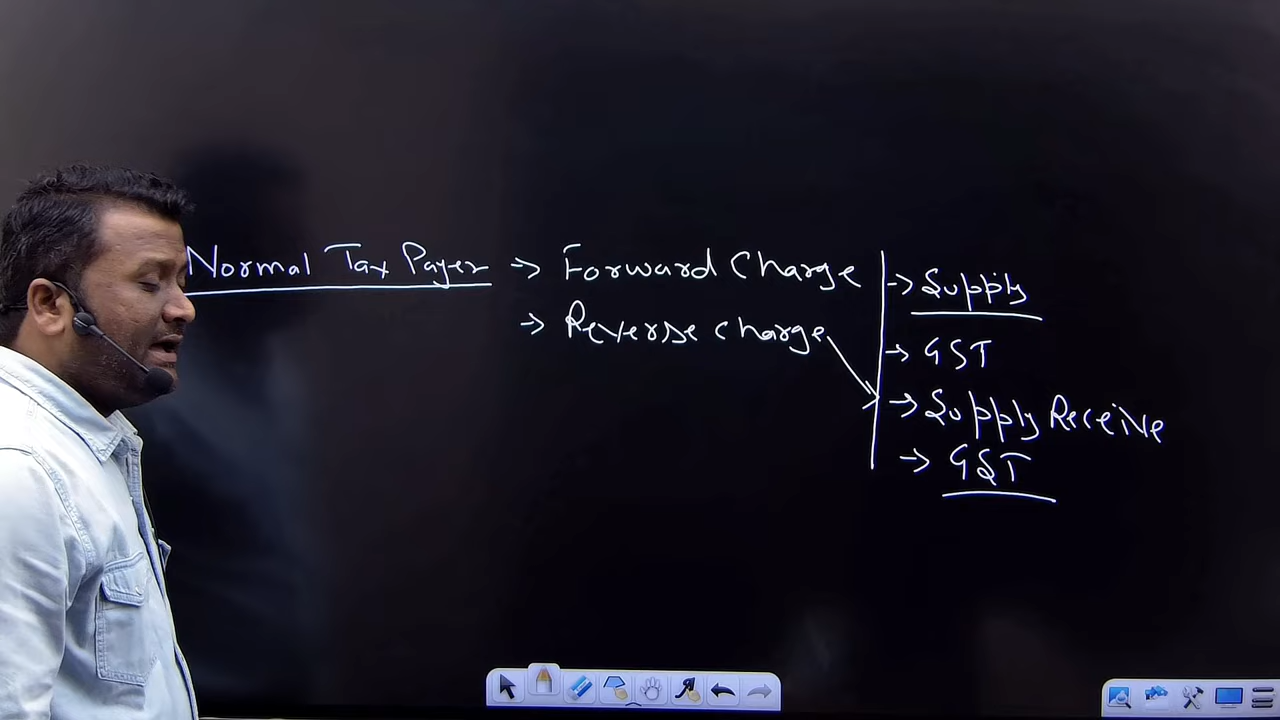 Normal Tax Payer → Forward Charge → Supply
→ Reverse charge
→ GST
→ Supply Receive
→ GST